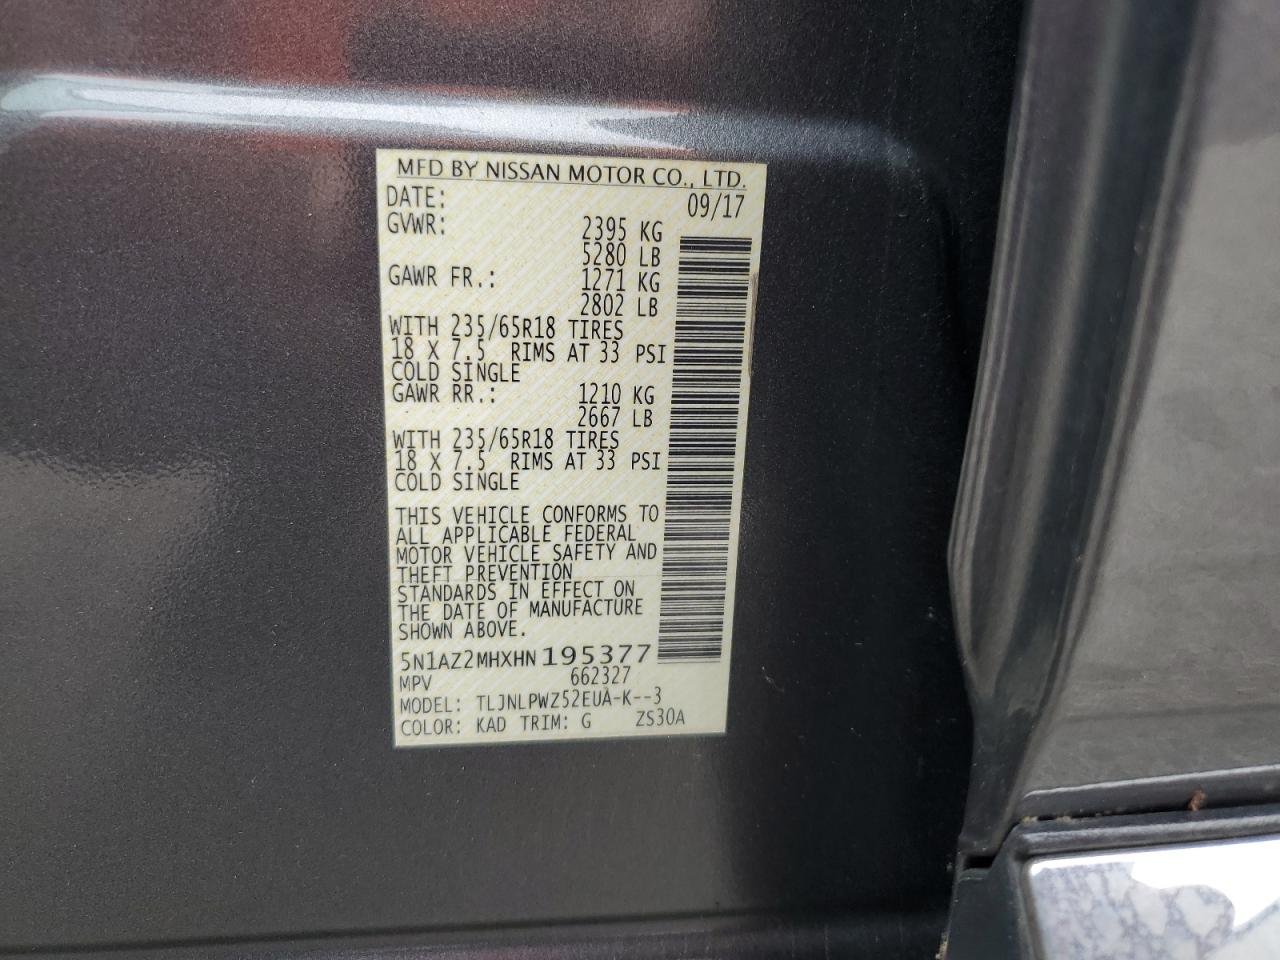 MFD BY NISSAN MOTOR CO., LTD.
DATE: 09/17
GVWR: 2395 KG
5280 LB
GAWR FR.: 1271 KG
2802 LB
WITH 235/65R18 TIRES
18 X 7.5 RIMS AT 33 PSI
COLD SINGLE
GAWR RR.: 1210 KG
2667 LB
WITH 235/65R18 TIRES
18 X 7.5 RIMS AT 33 PSI
COLD SINGLE
THIS VEHICLE CONFORMS TO
ALL APPLICABLE FEDERAL
MOTOR VEHICLE SAFETY AND
THEFT PREVENTION
STANDARDS IN EFFECT ON
THE DATE OF MANUFACTURE
SHOWN ABOVE.
5N1AZ2MHXHN195377
MPV 662327
MODEL: TLJNLPWZ52EUA-K--3
COLOR: KAD TRIM: G ZS30A